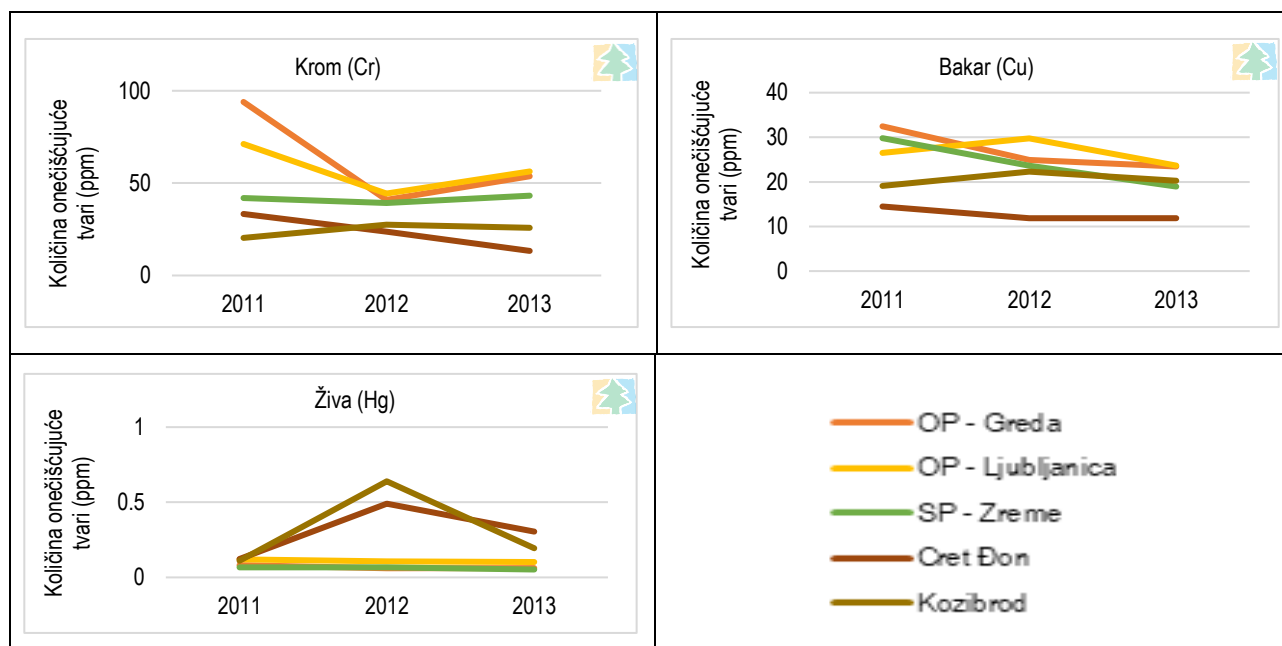 Krom (Cr)
Količina onečišćujuće
tvari (ppm)
100
50
0
2011 2012 2013
Bakar (Cu)
Količina onečišćujuće
tvari (ppm)
40
30
20
10
0
2011 2012 2013
Živa (Hg)
Količina onečišćujuće
tvari (ppm)
1
0.5
0
2011 2012 2013
OP - Greda
OP - Ljubljanica
SP - Zreme
Cret Đon
Kozibrod